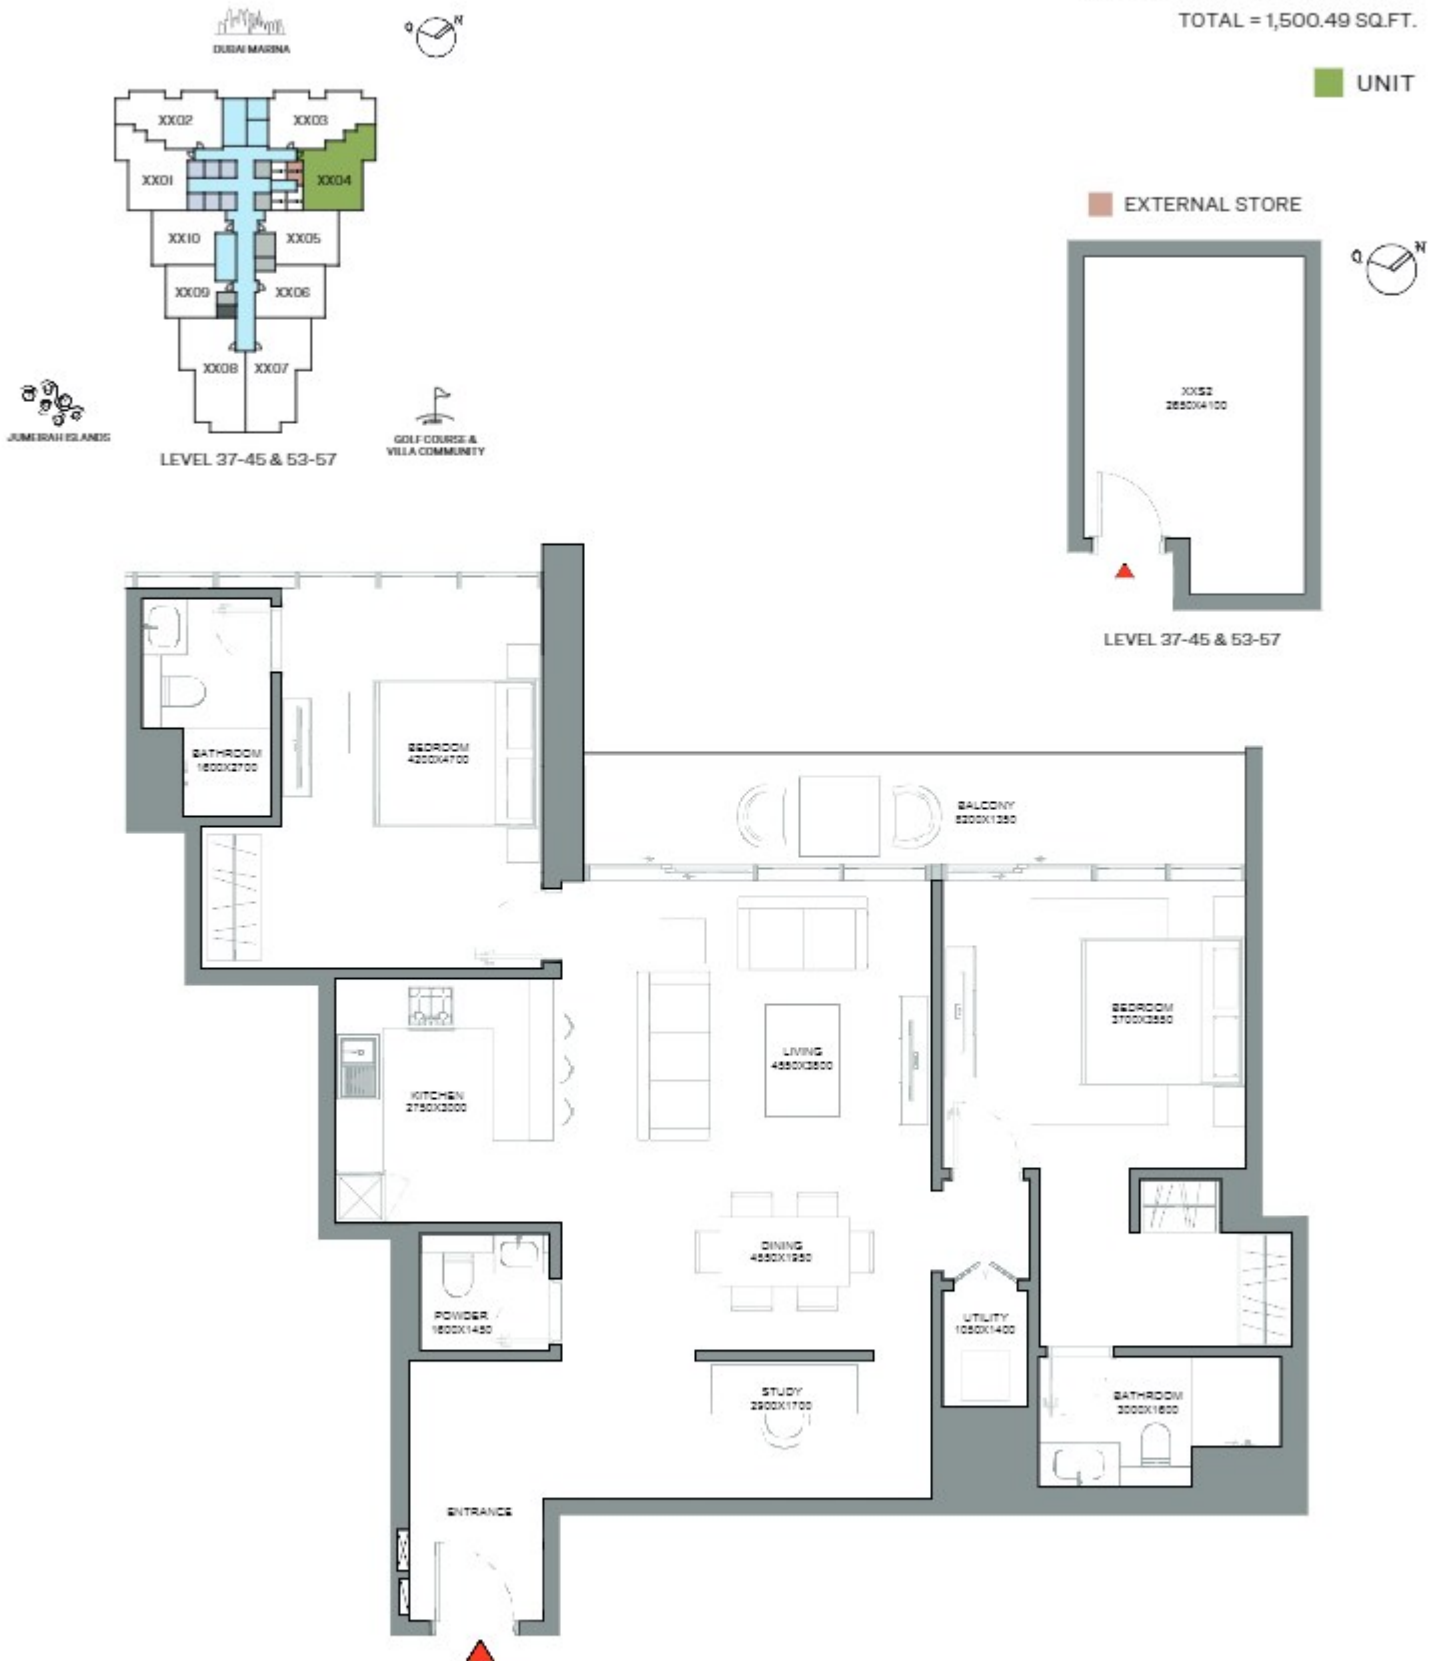 TOTAL = 1,500.49 SQ.FT.
UNIT
DUBAI MARINA
N
Q
XX02
XX03
XX01
XX04
XX10
XX05
XX09
XX06
XX08
XX07
JUMEIRAH ISLANDS
GOLF COURSE &
VILLA COMMUNITY
LEVEL 37-45 & 53-57
EXTERNAL STORE
N
Q
XXS2
2650X4100
LEVEL 37-45 & 53-57
BATHROOM
1600X2700
BEDROOM
4200X4700
BALCONY
8200X1350
KITCHEN
2750X3000
LIVING
4550X3500
BEDROOM
3700X3550
DINING
4550X1950
POWDER
1600X1450
UTILITY
1050X1400
STUDY
2900X1700
BATHROOM
3000X1600
ENTRANCE